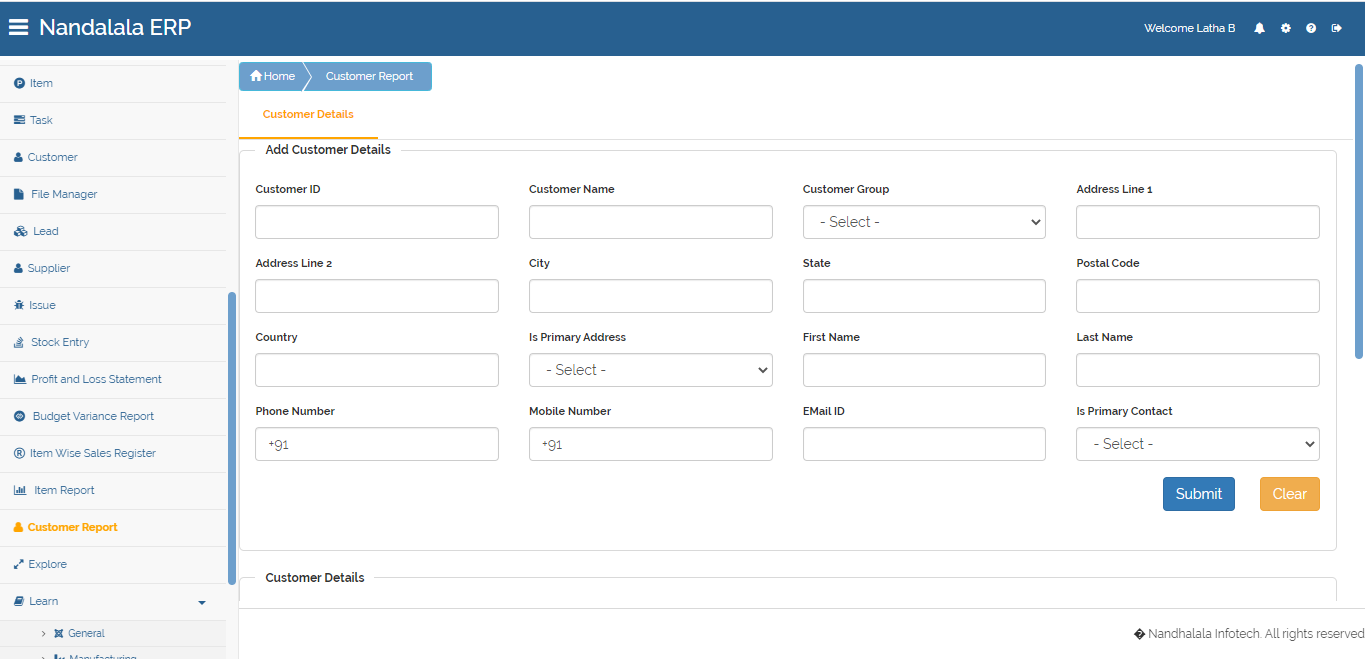 Nandalala ERP
Welcome Latha B
Item
Task
Customer
File Manager
Lead
Supplier
Issue
Stock Entry
Profit and Loss Statement
Budget Variance Report
Item Wise Sales Register
Item Report
Customer Report
Explore
Learn
General
Manufacturing
Home Customer Report
Customer Details
Add Customer Details
Customer ID Customer Name Customer Group Address Line 1
- Select -
Address Line 2 City State Postal Code
Country Is Primary Address First Name Last Name
- Select -
Phone Number Mobile Number EMail ID Is Primary Contact
+91 +91 - Select -
Submit Clear
Customer Details
� Nandhalala Infotech. All rights reserved